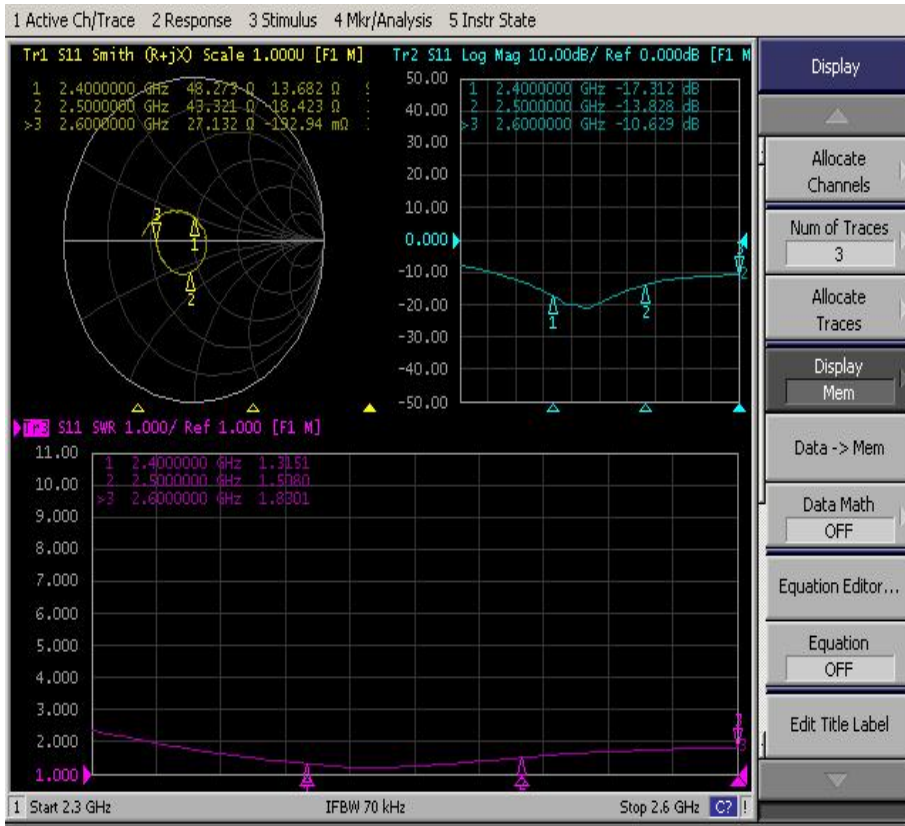 1 Active Ch/Trace 2 Response 3 Stimulus 4 Mkr/Analysis 5 Instr State
Tr1 S11 Smith (R+jX) Scale 1.000U [F1 M]
1 2.4000000 GHz 48.273 Ω 13.682 Ω
2 2.5000000 GHz 43.321 Ω -18.423 Ω
>3 2.6000000 GHz 27.132 Ω -192.94 mΩ
3
1
2
Tr2 S11 Log Mag 10.00dB/ Ref 0.000dB [F1 M
50.00
40.00
30.00
20.00
10.00
0.000
-10.00
-20.00
-30.00
-40.00
-50.00
1 2.4000000 GHz -17.312 dB
2 2.5000000 GHz -13.828 dB
>3 2.6000000 GHz -10.629 dB
1
2
2
Tr3 S11 SWR 1.000/ Ref 1.000 [F1 M]
11.00
10.00
9.000
8.000
7.000
6.000
5.000
4.000
3.000
2.000
1.000
1 2.4000000 GHz 1.3151
2 2.5000000 GHz 1.5080
>3 2.6000000 GHz 1.8301
3
1 Start 2.3 GHz IFBW 70 kHz Stop 2.6 GHz C? !
Display
Allocate
Channels
Num of Traces
3
Allocate
Traces
Display
Mem
Data -> Mem
Data Math
OFF
Equation Editor...
Equation
OFF
Edit Title Label